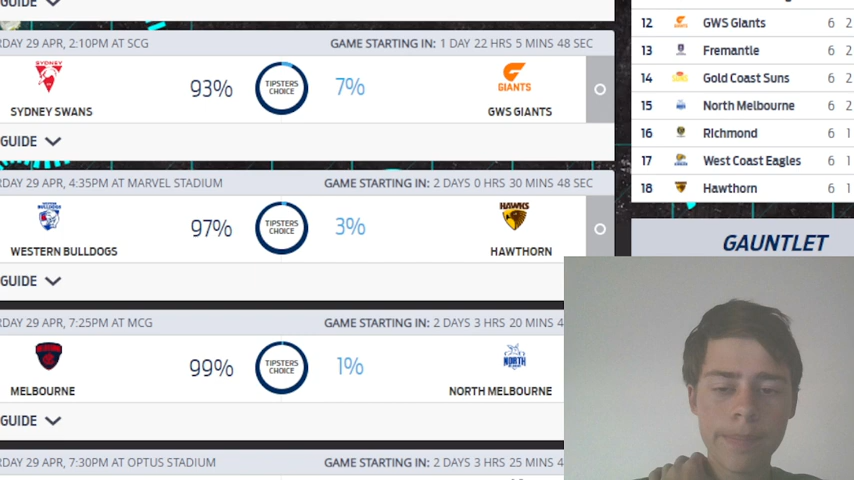 GUIDE
RDAY 29 APR, 2:10PM AT SCG GAME STARTING IN: 1 DAY 22 HRS 5 MINS 48 SEC
93% TIPSTERS CHOICE 7% GIANTS
SYDNEY SWANS GWS GIANTS
GUIDE
RDAY 29 APR, 4:35PM AT MARVEL STADIUM GAME STARTING IN: 2 DAYS 0 HRS 30 MINS 48 SEC
97% TIPSTERS CHOICE 3% HAWKS
WESTERN BULLDOGS HAWTHORN
GUIDE
RDAY 29 APR, 7:25PM AT MCG GAME STARTING IN: 2 DAYS 3 HRS 20 MINS 4
99% TIPSTERS CHOICE 1% NORTH
MELBOURNE NORTH MELBOURNE
GUIDE
RDAY 29 APR, 7:30PM AT OPTUS STADIUM GAME STARTING IN: 2 DAYS 3 HRS 25 MINS 4
12 GWS Giants 6 2
13 Fremantle 6 2
14 Gold Coast Suns 6 2
15 North Melbourne 6 2
16 RIchmond 6 1
17 West Coast Eagles 6 1
18 Hawthorn 6 1
GAUNTLET